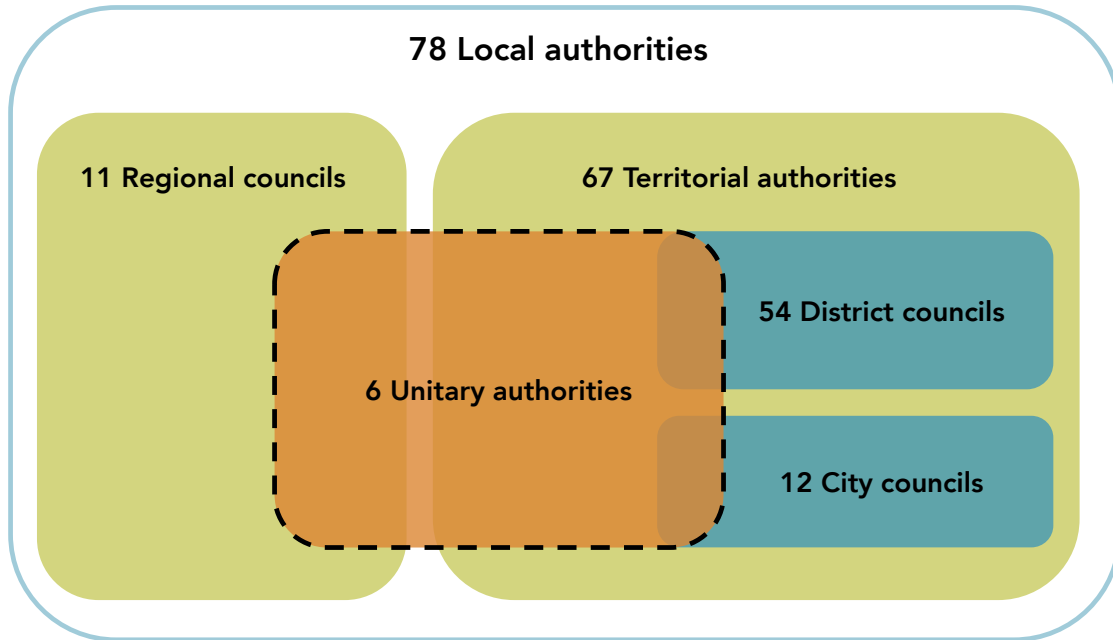 78 Local authorities
11 Regional councils
67 Territorial authorities
54 District councils
6 Unitary authorities
12 City councils